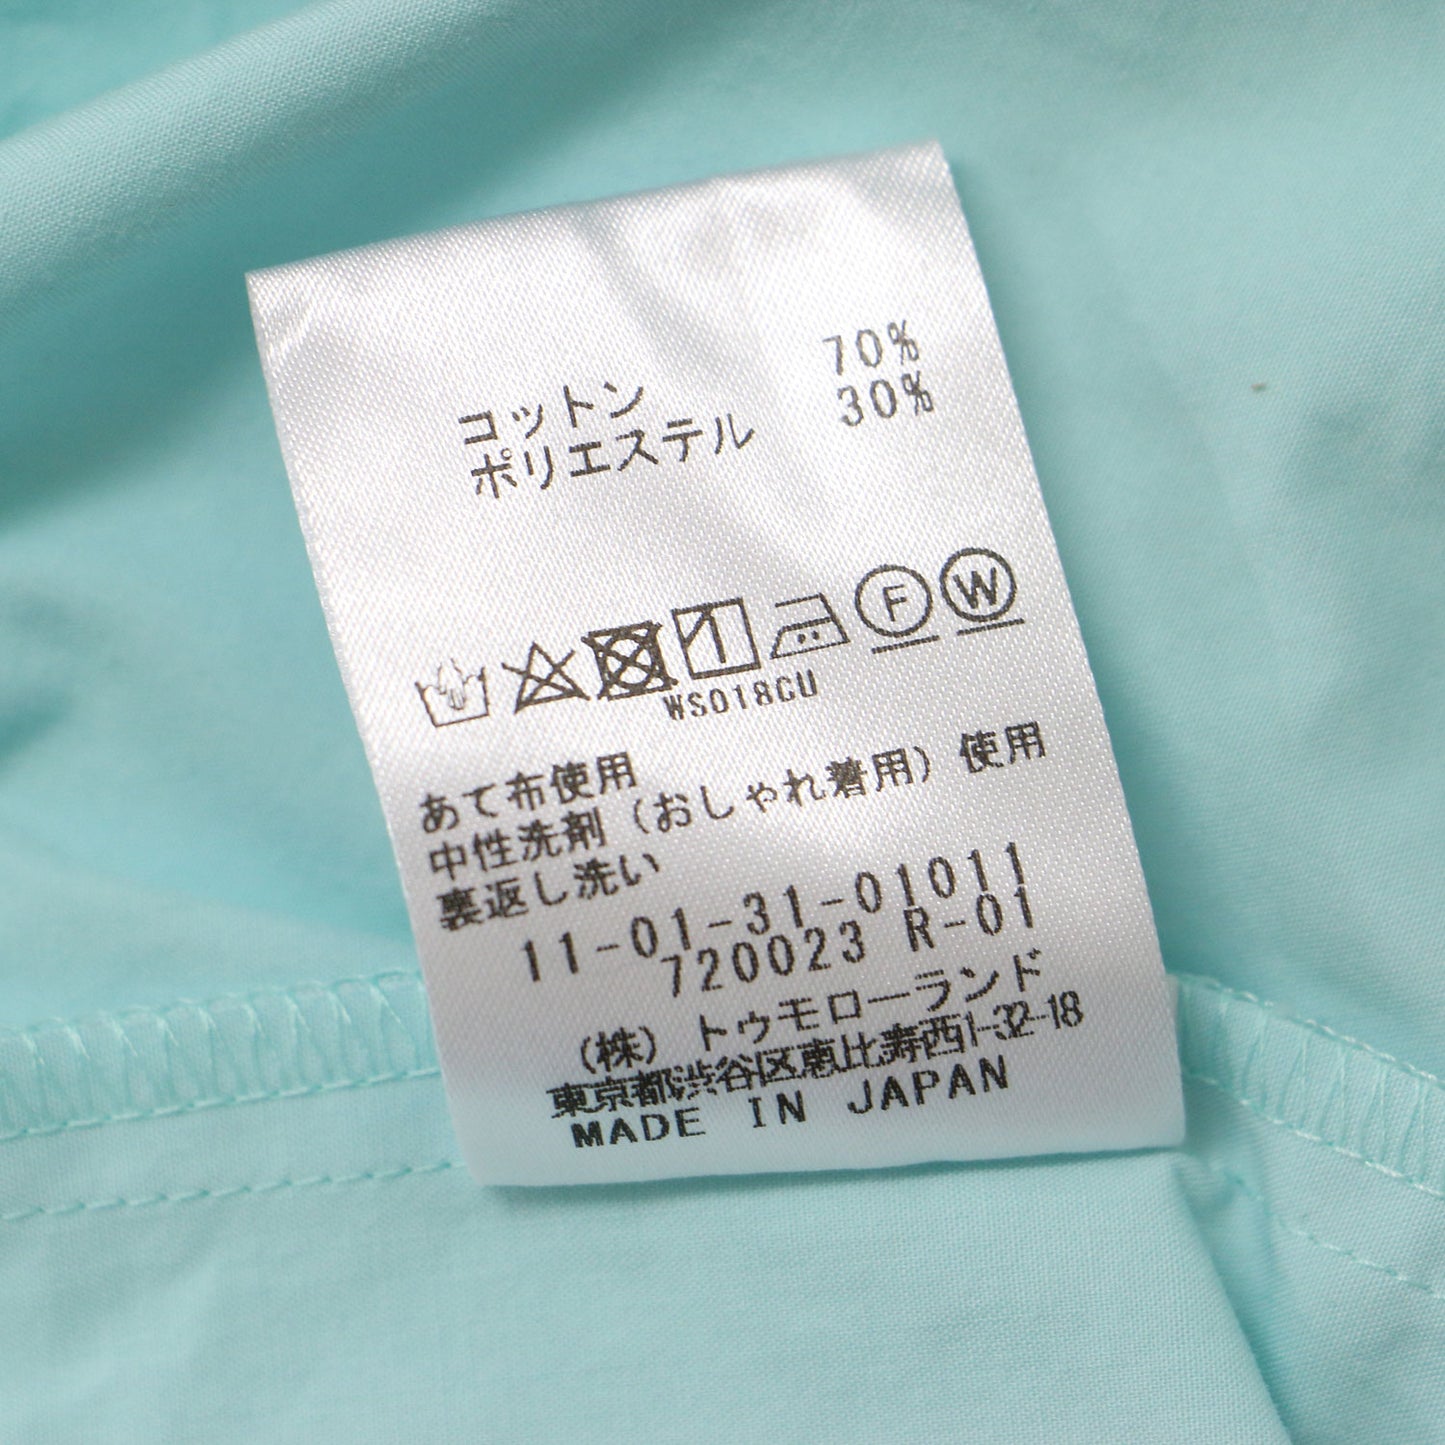 コットン 70%
ポリエステル 30%
F W
WS018CU
あて布使用
中性洗剤（おしゃれ着用）使用
裏返し洗い
11-01-31-01011
720023 R-01
（株）トゥモローランド
東京都渋谷区恵比寿西1-32-18
MADE IN JAPAN